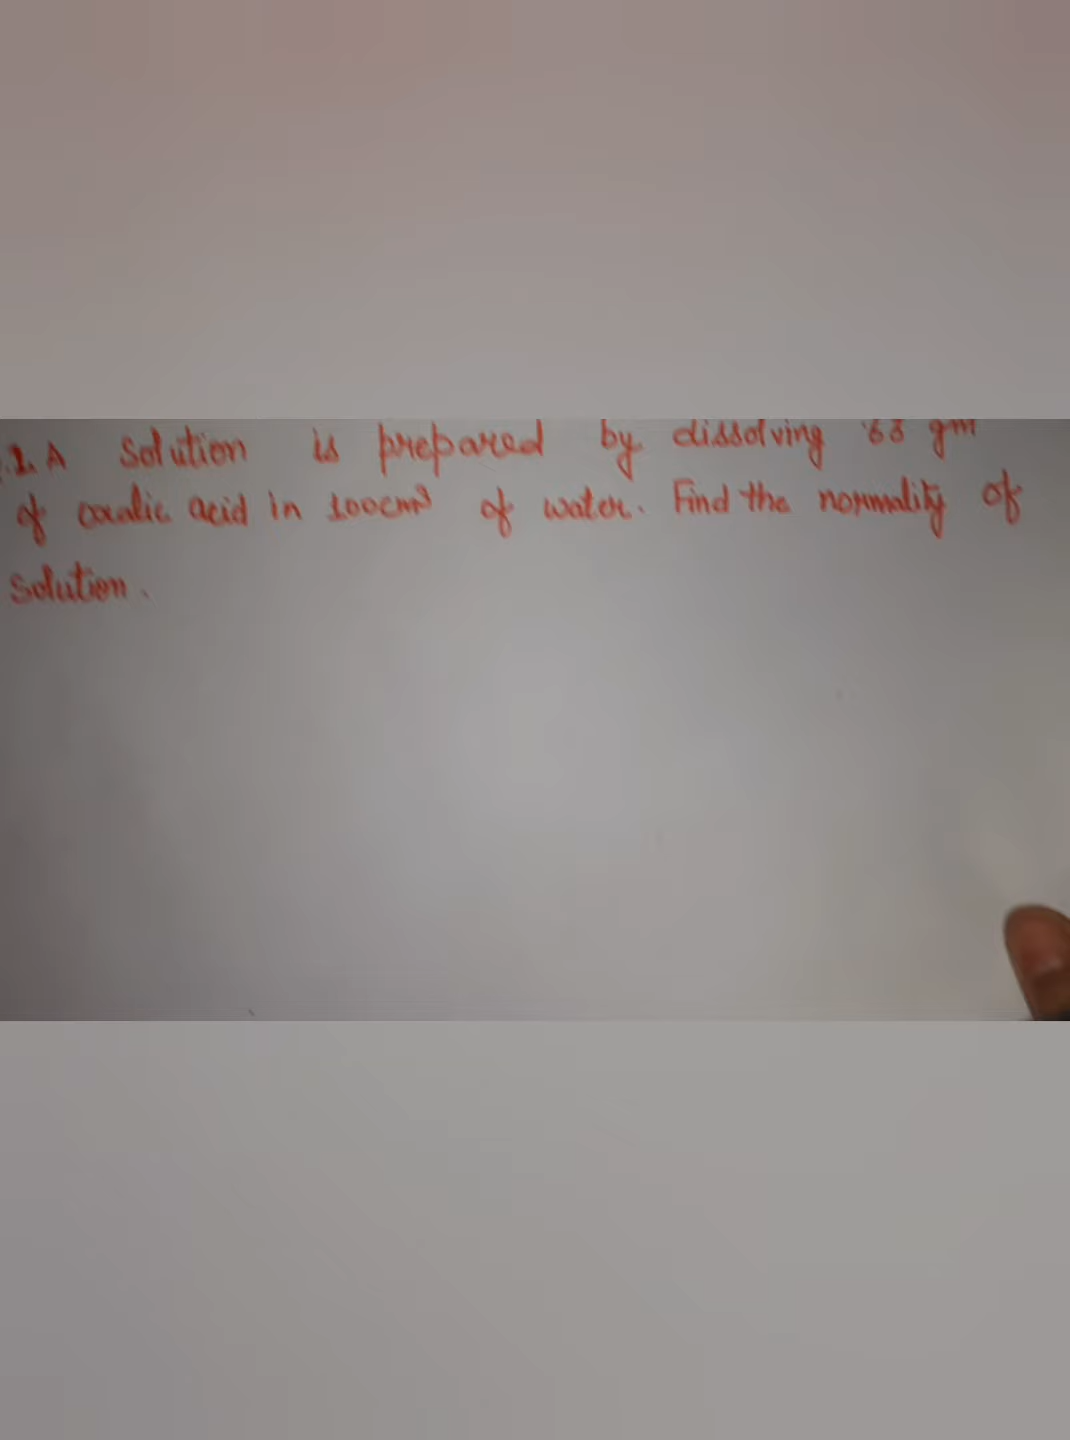 1. A Solution is prepared by dissolving .63 gm
of oxalic acid in 100cm³ of water. Find the normality of
Solution.